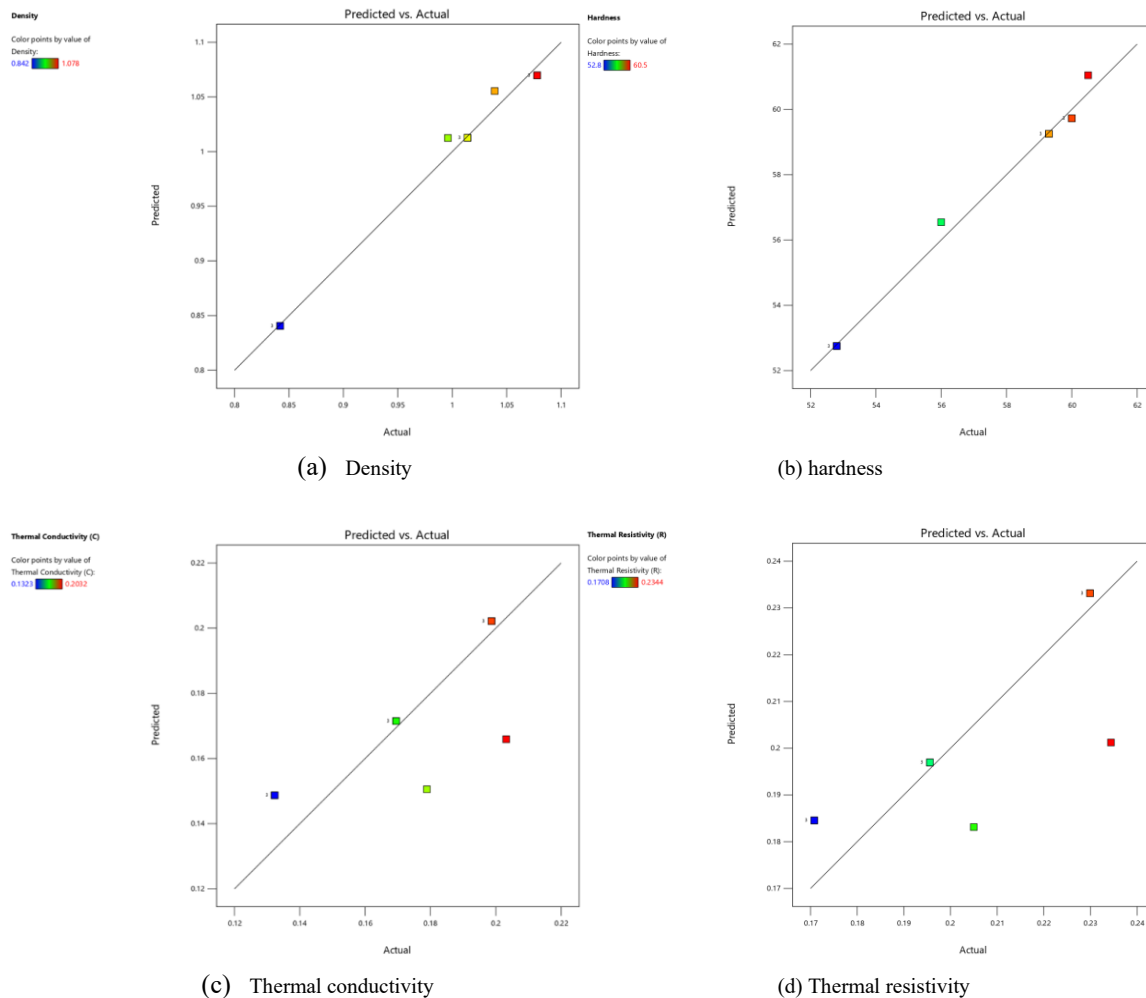 Density
Color points by value of
Density:
0.842 1.078
Predicted vs. Actual
1.1
1.05
1
0.95
0.9
0.85
0.8
Predicted
3
3
3
0.8 0.85 0.9 0.95 1 1.05 1.1
Actual
(a) Density
Hardness
Color points by value of
Hardness:
52.8 60.5
Predicted vs. Actual
62
60
58
56
54
52
Predicted
52 54 56 58 60 62
Actual
(b) hardness
Thermal Conductivity (C)
Color points by value of
Thermal Conductivity (C):
0.1323 0.2032
Predicted vs. Actual
0.22
0.2
0.18
0.16
0.14
0.12
Predicted
0.12 0.14 0.16 0.18 0.2 0.22
Actual
(c) Thermal conductivity
Thermal Resistivity (R)
Color points by value of
Thermal Resistivity (R):
0.1708 0.2344
Predicted vs. Actual
0.24
0.23
0.22
0.21
0.2
0.19
0.18
0.17
Predicted
0.17 0.18 0.19 0.2 0.21 0.22 0.23 0.24
Actual
(d) Thermal resistivity